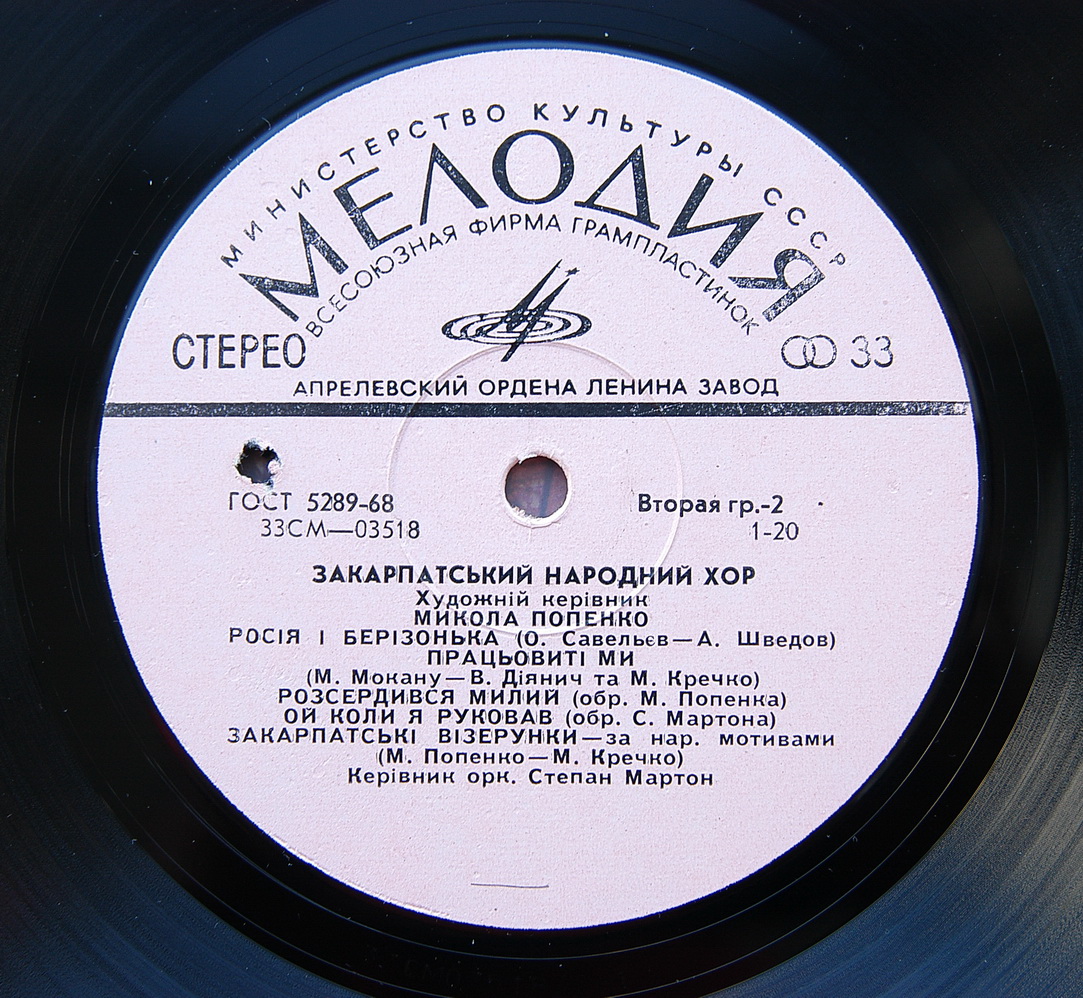 МИНИСТЕРСТВО КУЛЬТУРЫ СССР
МЕЛОДИЯ
ВСЕСОЮЗНАЯ ФИРМА ГРАМПЛАСТИНОК
СТЕРЕО
33
АПРЕЛЕВСКИЙ ОРДЕНА ЛЕНИНА ЗАВОД
ГОСТ 5289-68 Вторая гр.-2
33СМ—03518 1-20
ЗАКАРПАТСЬКИЙ НАРОДНИЙ ХОР
Художній керівник
МИКОЛА ПОПЕНКО
РОСІЯ І БЕРІЗОНЬКА (О. Савельєв—А. Шведов)
ПРАЦЬОВИТІ МИ
(М. Мокану—В. Діянич та М. Кречко)
РОЗСЕРДИВСЯ МИЛИЙ (обр. М. Попенка)
ОЙ КОЛИ Я РУКОВАВ (обр. С. Мартона)
ЗАКАРПАТСЬКІ ВІЗЕРУНКИ—за нар. мотивами
(М. Попенко—М. Кречко)
Керівник орк. Степан Мартон